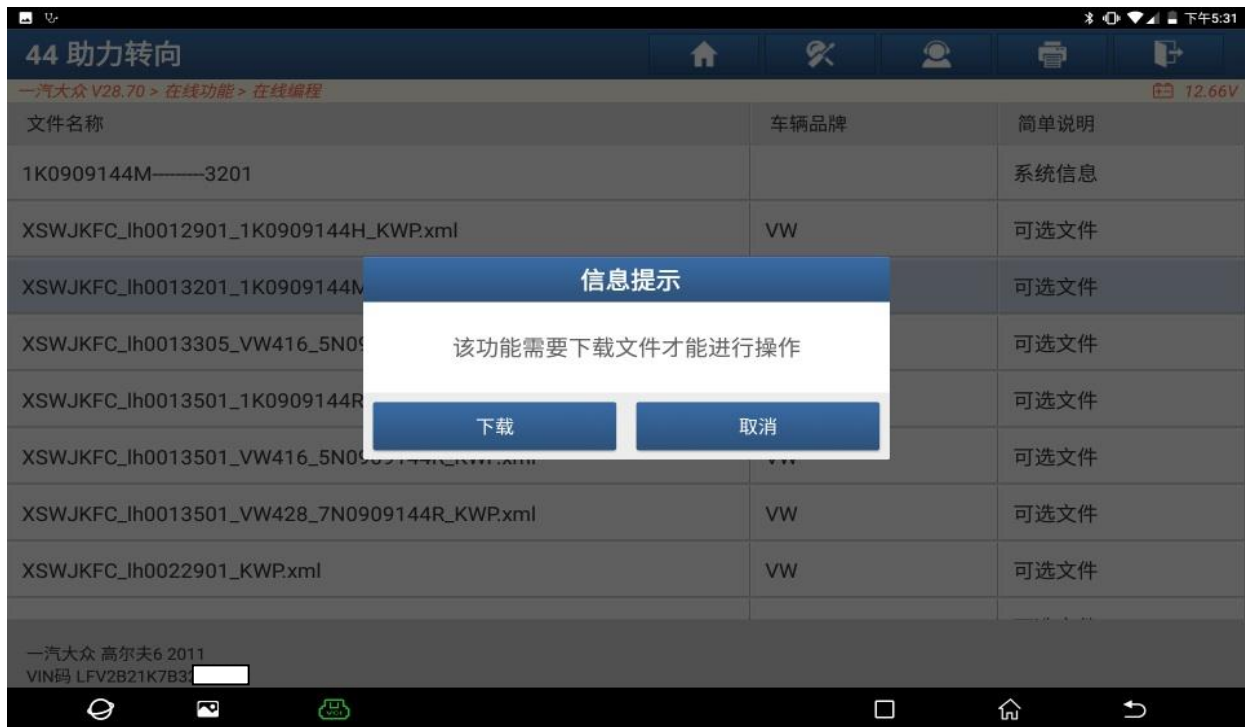 下午5:31
44 助力转向
一汽大众 V28.70 > 在线功能 > 在线编程
12.66V
文件名称 车辆品牌 简单说明
1K0909144M--------3201 系统信息
XSWJKFC_lh0012901_1K0909144H_KWP.xml VW 可选文件
XSWJKFC_lh0013201_1K0909144M 可选文件
XSWJKFC_lh0013305_VW416_5N09 可选文件
XSWJKFC_lh0013501_1K0909144R 可选文件
XSWJKFC_lh0013501_VW416_5N0909144R_KWP.xml VW 可选文件
XSWJKFC_lh0013501_VW428_7N0909144R_KWP.xml VW 可选文件
XSWJKFC_lh0022901_KWP.xml VW 可选文件
信息提示
该功能需要下载文件才能进行操作
下载 取消
一汽大众 高尔夫6 2011
VIN码 LFV2B21K7B32
VCI